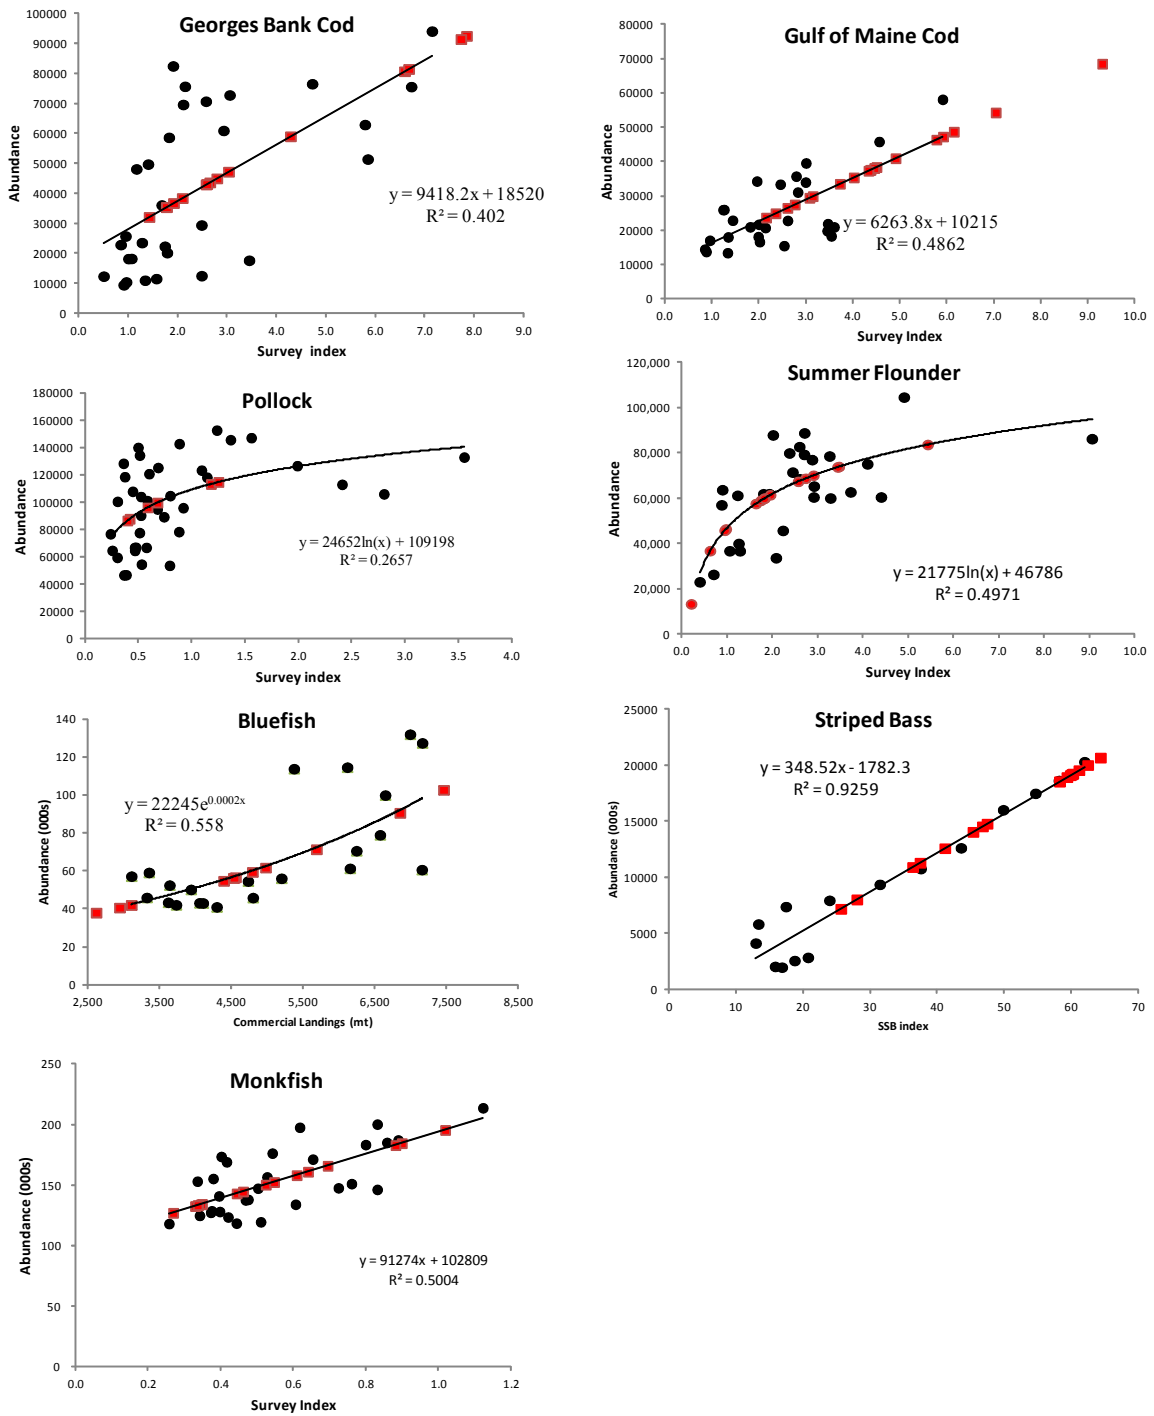 Georges Bank Cod
100000
90000
80000
70000
60000
50000
40000
30000
20000
10000
0
Abundance
y = 9418.2x + 18520
R² = 0.402
0.0 1.0 2.0 3.0 4.0 5.0 6.0 7.0 8.0 9.0
Survey index
Gulf of Maine Cod
80000
70000
60000
50000
40000
30000
20000
10000
0
Abundance
y = 6263.8x + 10215
R² = 0.4862
0.0 1.0 2.0 3.0 4.0 5.0 6.0 7.0 8.0 9.0 10.0
Survey Index
Pollock
180000
160000
140000
120000
100000
80000
60000
40000
20000
0
Abundance
y = 24652ln(x) + 109198
R² = 0.2657
0.0 0.5 1.0 1.5 2.0 2.5 3.0 3.5 4.0
Survey index
Summer Flounder
120,000
100,000
80,000
60,000
40,000
20,000
0
Abundance
y = 21775ln(x) + 46786
R² = 0.4971
0.0 1.0 2.0 3.0 4.0 5.0 6.0 7.0 8.0 9.0 10.0
Survey Index
Bluefish
140
120
100
80
60
40
20
0
Abundance (000s)
y = 22245e^0.0002x
R² = 0.558
2,500 3,500 4,500 5,500 6,500 7,500 8,500
Commercial Landings (mt)
Striped Bass
25000
20000
15000
10000
5000
0
Abundance (000s)
y = 348.52x - 1782.3
R² = 0.9259
0 10 20 30 40 50 60 70
SSB index
Monkfish
250
200
150
100
50
0
Abundance (000s)
y = 91274x + 102809
R² = 0.5004
0.0 0.2 0.4 0.6 0.8 1.0 1.2
Survey Index